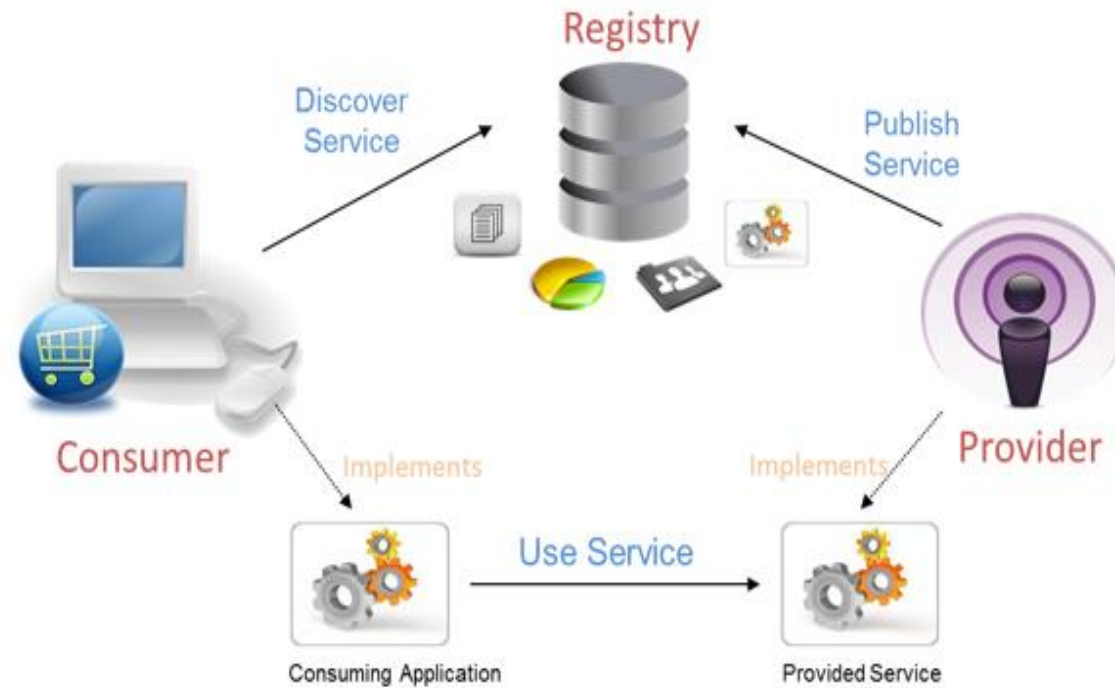 Registry
Discover
Service
Publish
Service
Consumer
Provider
Implements
Implements
Use Service
Consuming Application
Provided Service